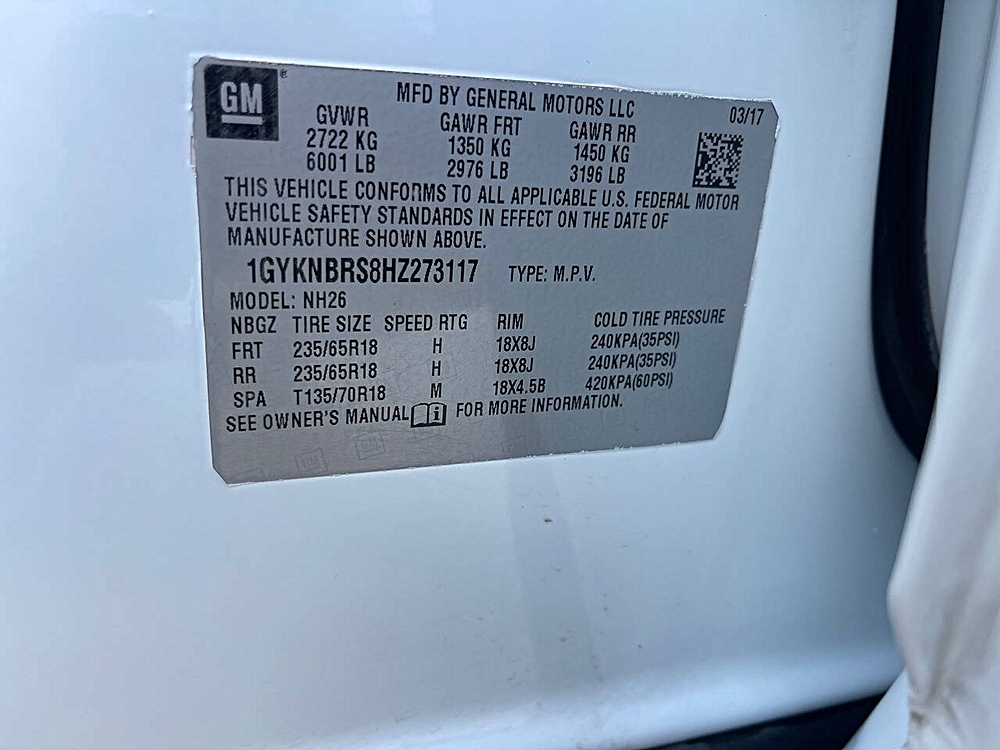 GM
MFD BY GENERAL MOTORS LLC 03/17
GVWR GAWR FRT GAWR RR
2722 KG 1350 KG 1450 KG
6001 LB 2976 LB 3196 LB
THIS VEHICLE CONFORMS TO ALL APPLICABLE U.S. FEDERAL MOTOR
VEHICLE SAFETY STANDARDS IN EFFECT ON THE DATE OF
MANUFACTURE SHOWN ABOVE.
1GYKNBRS8HZ273117 TYPE: M.P.V.
MODEL: NH26
NBGZ TIRE SIZE SPEED RTG RIM COLD TIRE PRESSURE
FRT 235/65R18 H 18X8J 240KPA(35PSI)
RR 235/65R18 H 18X8J 240KPA(35PSI)
SPA T135/70R18 M 18X4.5B 420KPA(60PSI)
SEE OWNER'S MANUAL i FOR MORE INFORMATION.